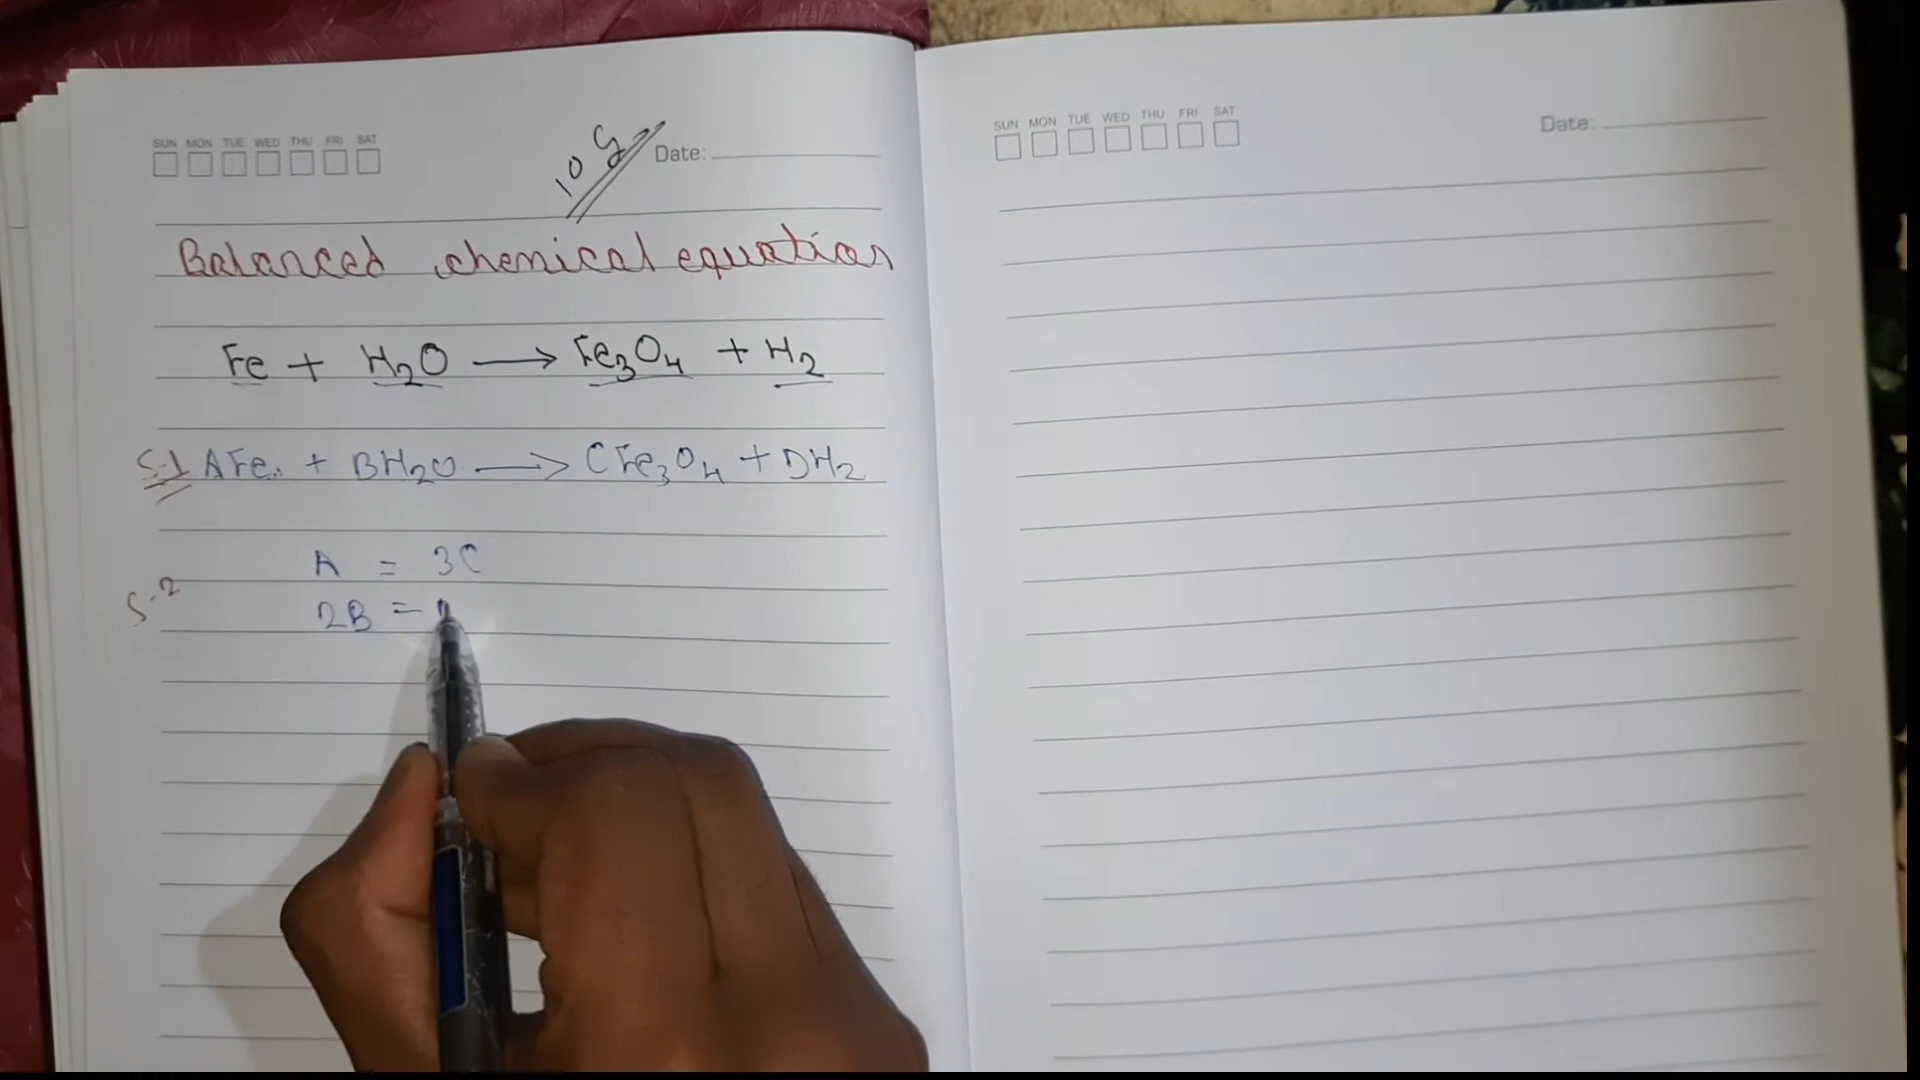 SUN MON TUE WED THU FRI SAT
10 G
Date:
Balanced chemical equation
Fe + H2O ⟶ Fe3O4 + H2
S-1 AFe + BH2O ⟶ CFe3O4 + DH2
A = 3C
S-2
2B =
SUN MON TUE WED THU FRI SAT
Date: